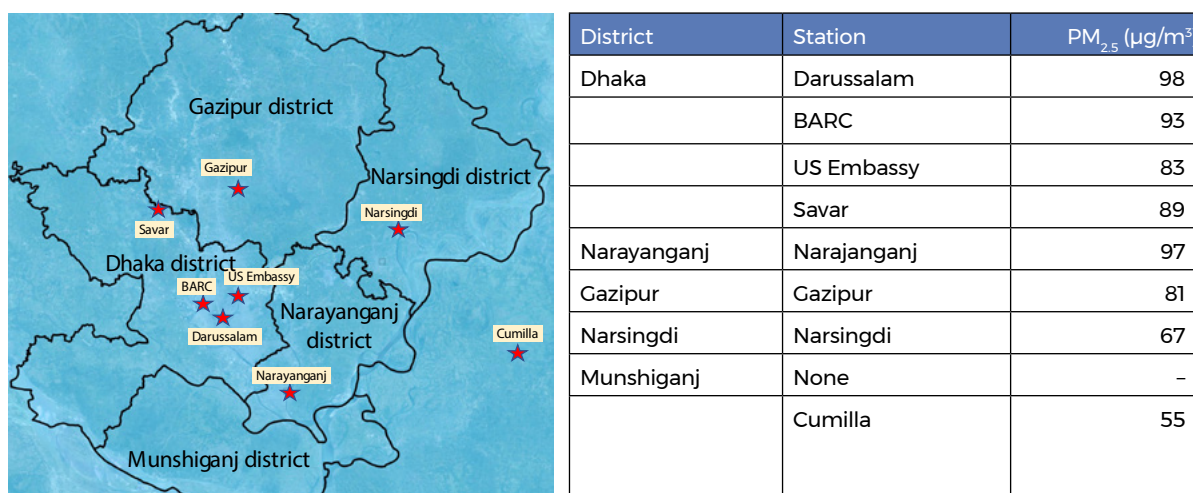 Gazipur district
Gazipur
Narsingdi district
Narsingdi
Savar
Dhaka district
US Embassy
BARC
Darussalam
Narayanganj
district
Cumilla
Narayanganj
Munshiganj district
District Station PM2.5 (µg/m³
Dhaka Darussalam 98
BARC 93
US Embassy 83
Savar 89
Narayanganj Narajanganj 97
Gazipur Gazipur 81
Narsingdi Narsingdi 67
Munshiganj None –
Cumilla 55